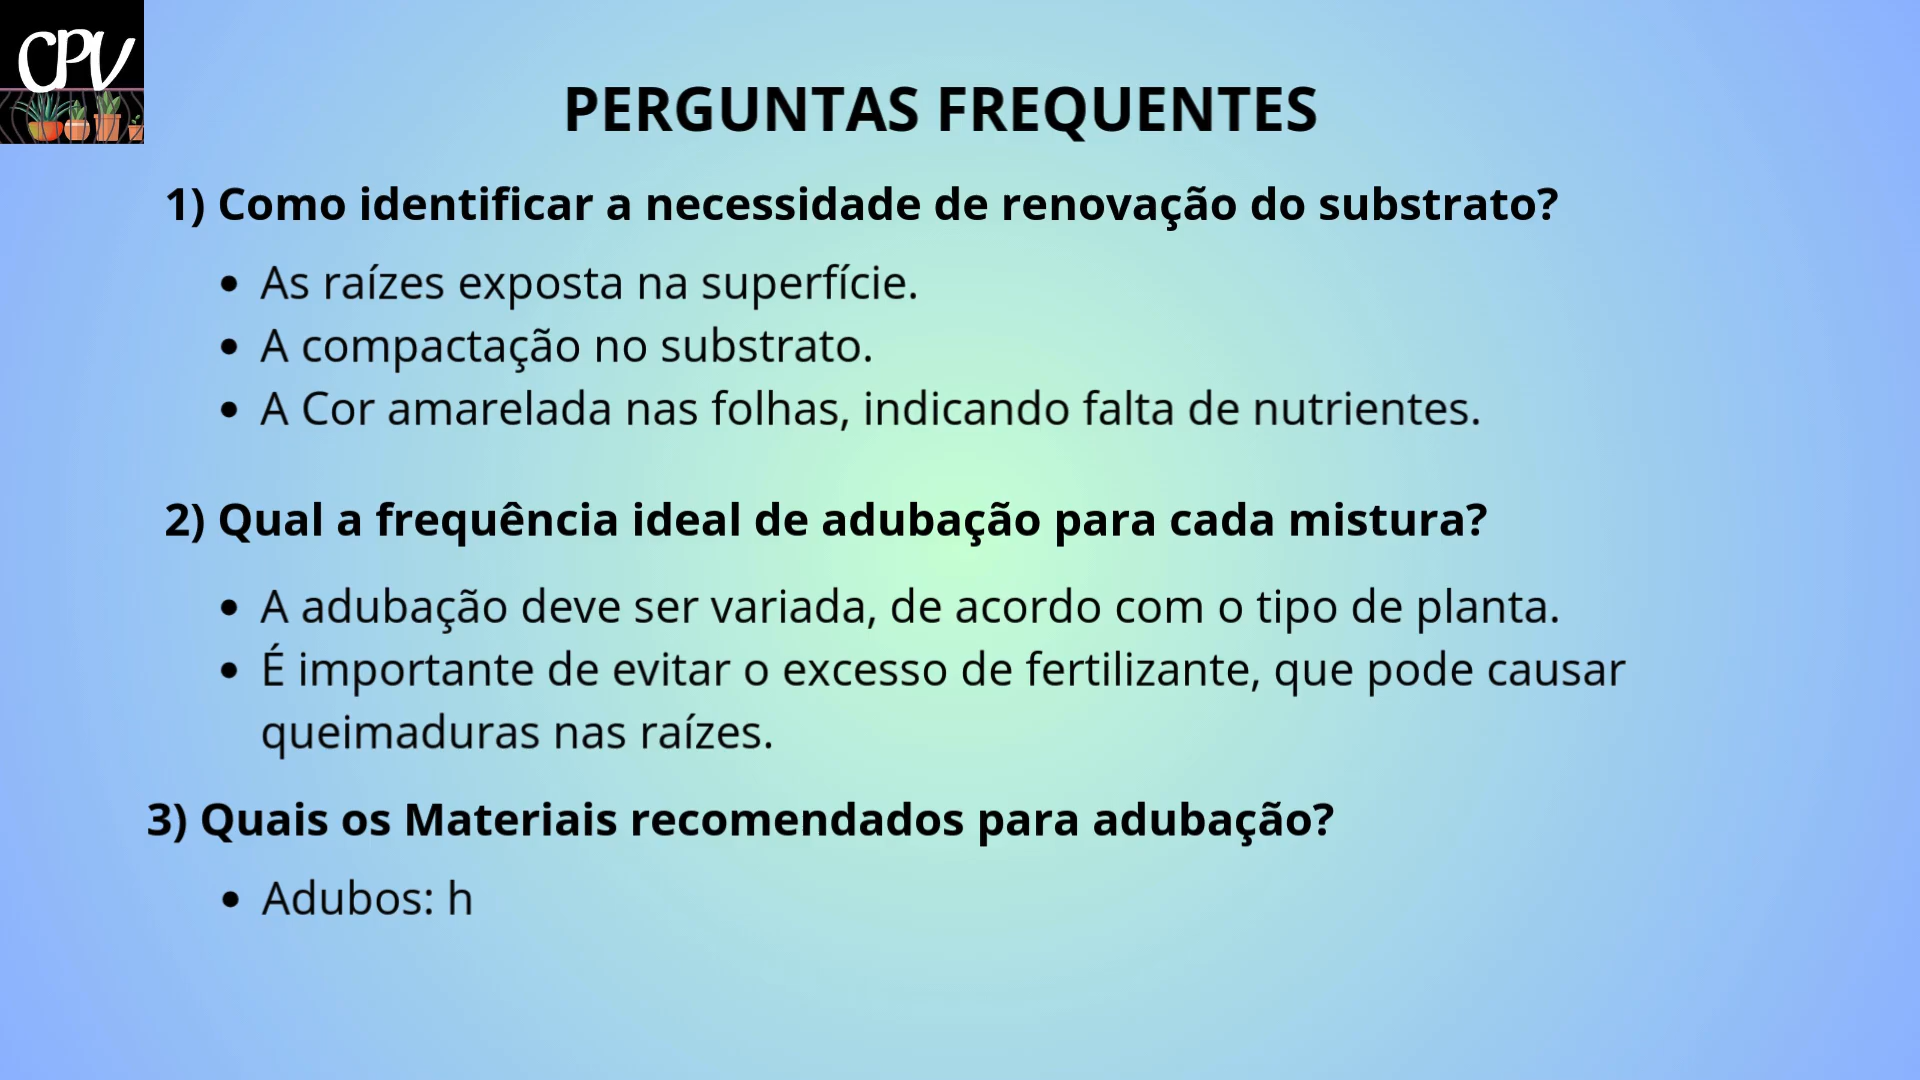 CPV
PERGUNTAS FREQUENTES
1) Como identificar a necessidade de renovação do substrato?
• As raízes exposta na superfície.
• A compactação no substrato.
• A Cor amarelada nas folhas, indicando falta de nutrientes.
2) Qual a frequência ideal de adubação para cada mistura?
• A adubação deve ser variada, de acordo com o tipo de planta.
• É importante de evitar o excesso de fertilizante, que pode causar
queimaduras nas raízes.
3) Quais os Materiais recomendados para adubação?
• Adubos: h